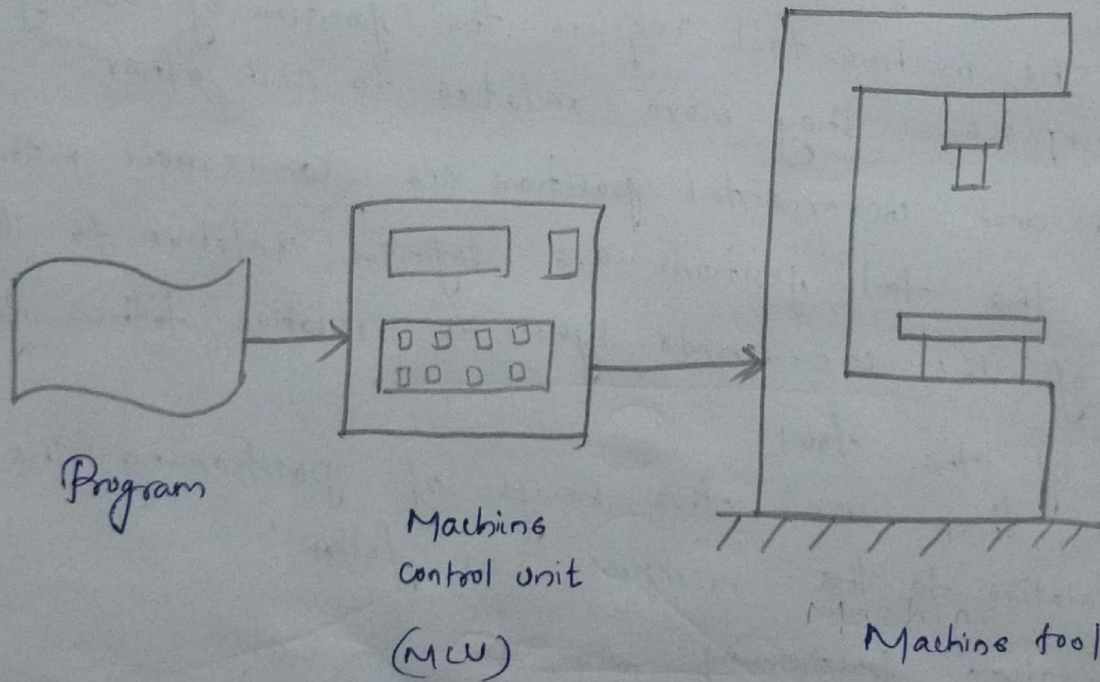 Program
Machine
control unit
(MCU)
Machine tool